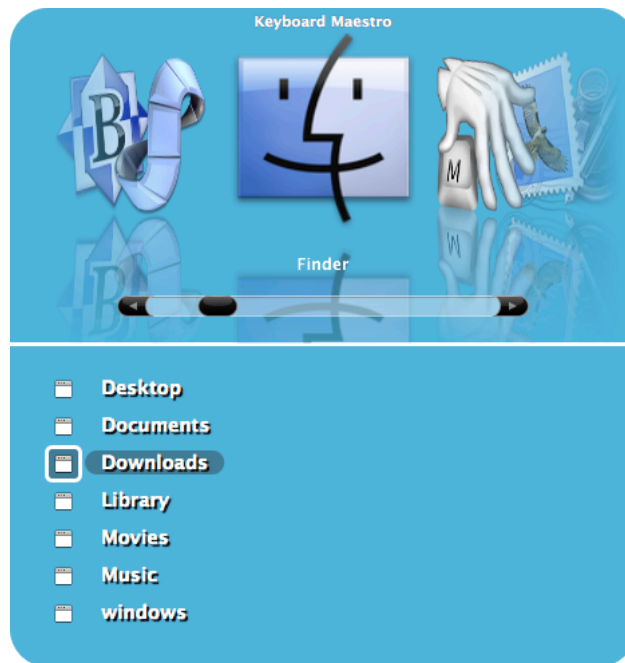 Keyboard Maestro
B
M
Finder
Desktop
Documents
Downloads
Library
Movies
Music
windows